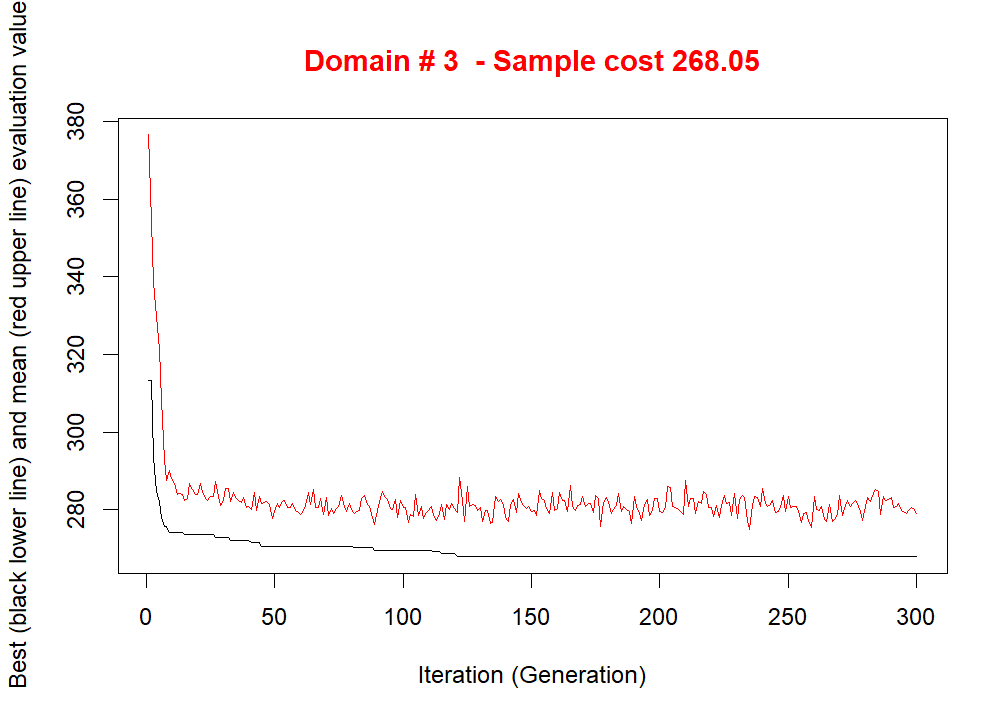 Domain # 3  - Sample cost 268.05
Best (black lower line) and mean (red upper line) evaluation value
380
360
340
320
300
280
0 50 100 150 200 250 300
Iteration (Generation)